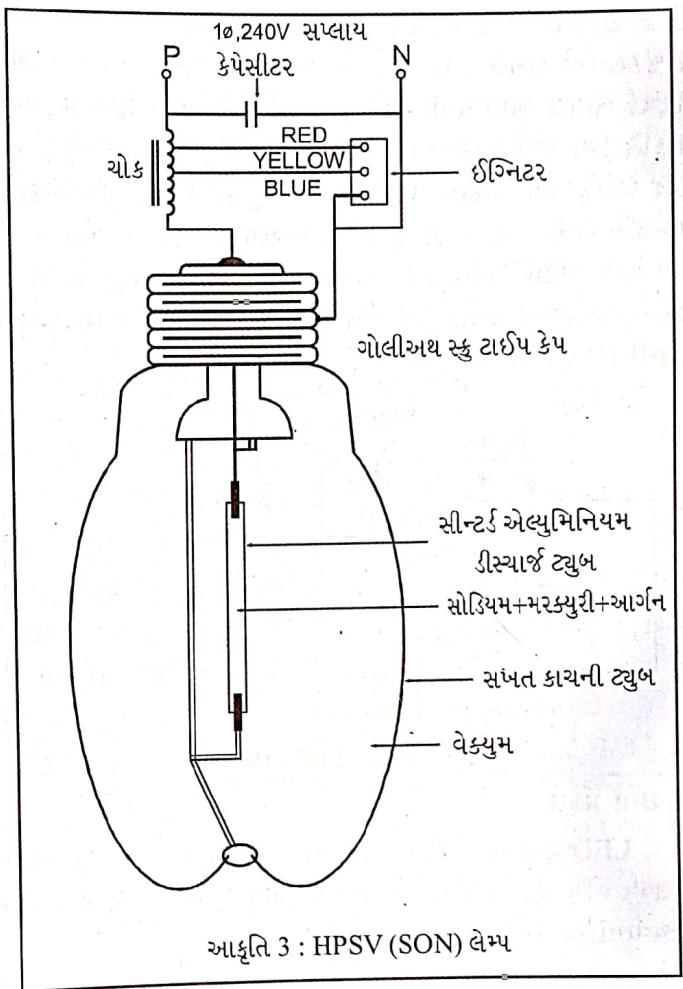 1ø,240V સપ્લાય
P
N
કેપેસીટર
RED
YELLOW
BLUE
ચોક
ઈગ્નિટર
ગોલીઅથ સ્ક્રુ ટાઈપ કેપ
સીન્ટર્ડ એલ્યુમિનિયમ
ડીસ્ચાર્જ ટ્યુબ
સોડિયમ+મરક્યુરી+આર્ગન
સખત કાચની ટ્યુબ
વેક્યુમ
આકૃતિ 3 : HPSV (SON) લેમ્પ